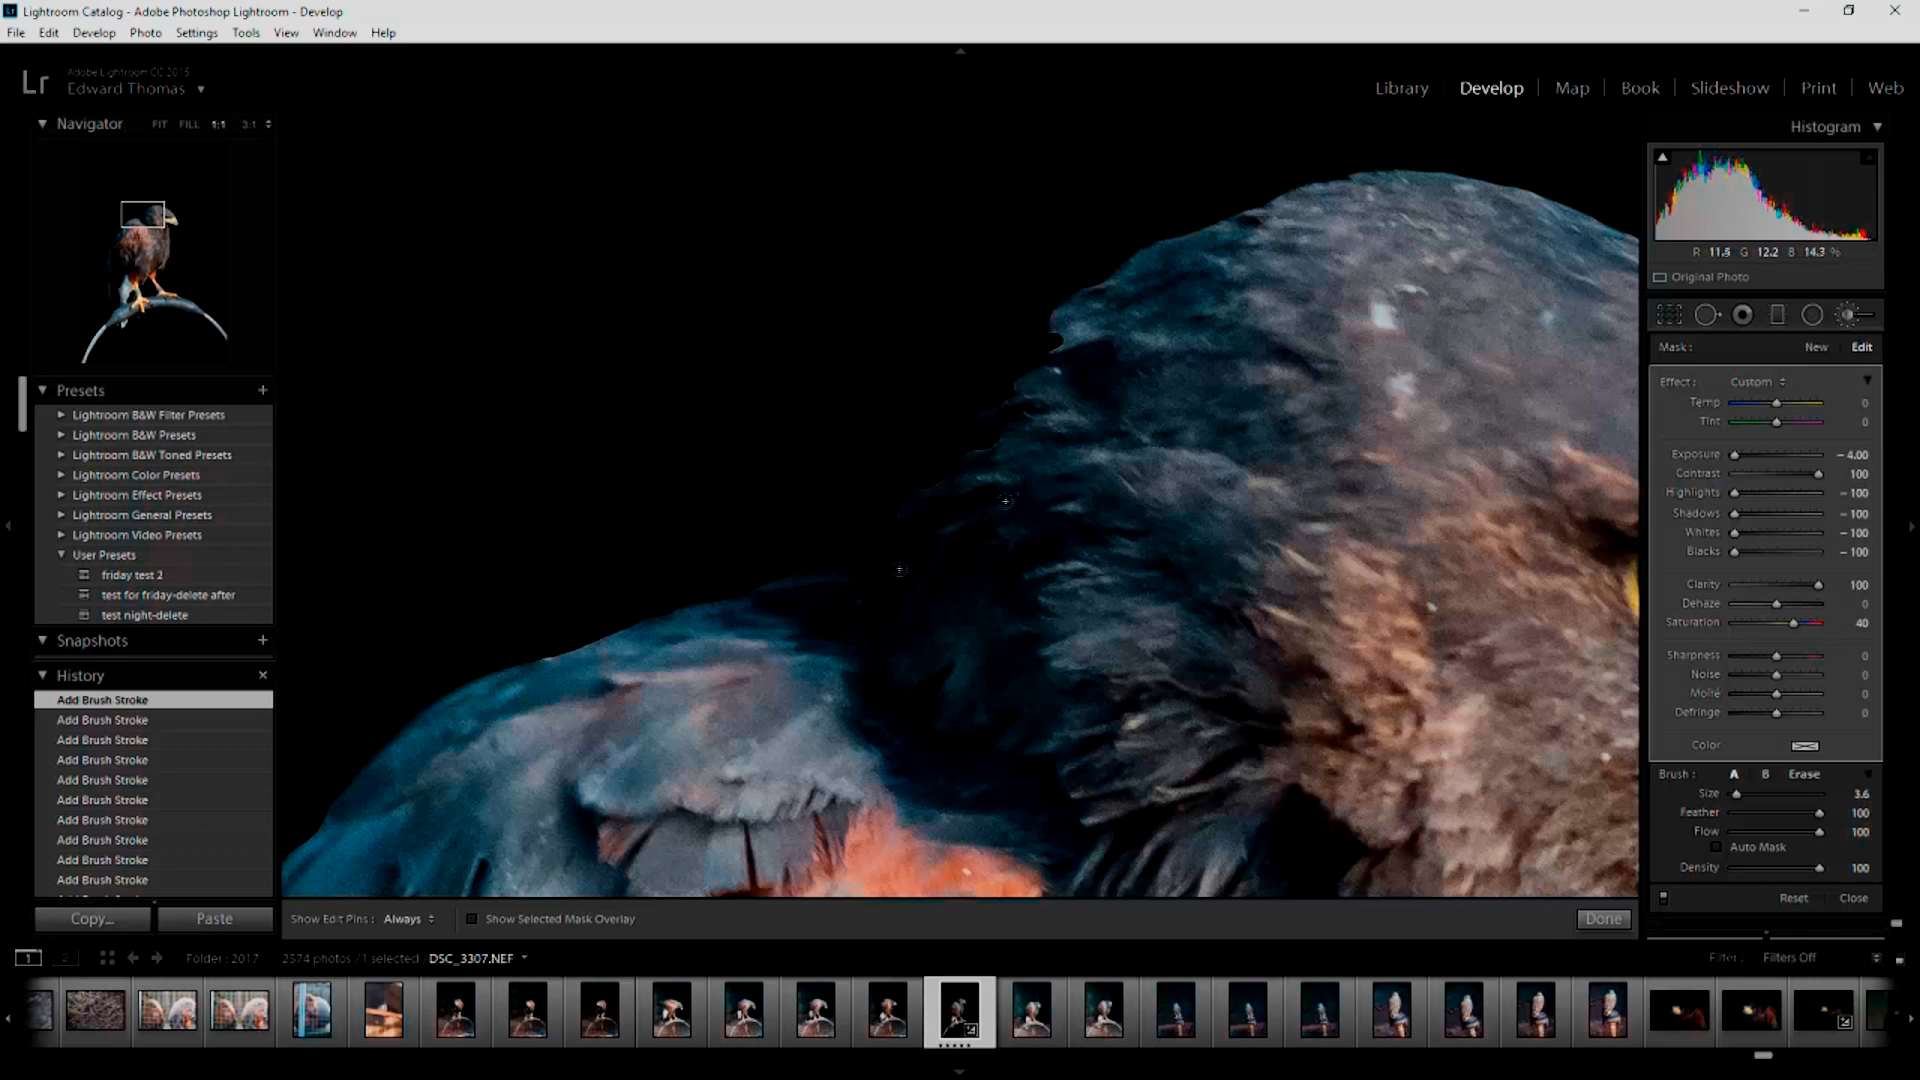 Lightroom Catalog - Adobe Photoshop Lightroom - Develop
File Edit Develop Photo Settings Tools View Window Help
Lr
Adobe Lightroom CC 2015
Edward Thomas
Library Develop Map Book Slideshow Print Web
Navigator FIT FILL 1:1 3:1
Histogram
R 11.5 G 12.2 B 14.3 %
Original Photo
Mask : New Edit
Effect : Custom
Temp 0
Tint 0
Exposure - 4.00
Contrast 100
Highlights - 100
Shadows - 100
Whites - 100
Blacks - 100
Clarity 100
Dehaze 0
Saturation 40
Sharpness 0
Noise 0
Moiré 0
Defringe 0
Color
Brush : A B Erase
Size 3.6
Feather 100
Flow 100
Auto Mask
Density 100
Reset Close
Presets
Lightroom B&W Filter Presets
Lightroom B&W Presets
Lightroom B&W Toned Presets
Lightroom Color Presets
Lightroom Effect Presets
Lightroom General Presets
Lightroom Video Presets
User Presets
friday test 2
test for friday-delete after
test night-delete
Snapshots
History
Add Brush Stroke
Add Brush Stroke
Add Brush Stroke
Add Brush Stroke
Add Brush Stroke
Add Brush Stroke
Add Brush Stroke
Add Brush Stroke
Add Brush Stroke
Add Brush Stroke
Copy... Paste
Show Edit Pins : Always Show Selected Mask Overlay Done
1 2 Folder : 2017 2574 photos / 1 selected / DSC_3307.NEF Filter : Filters Off